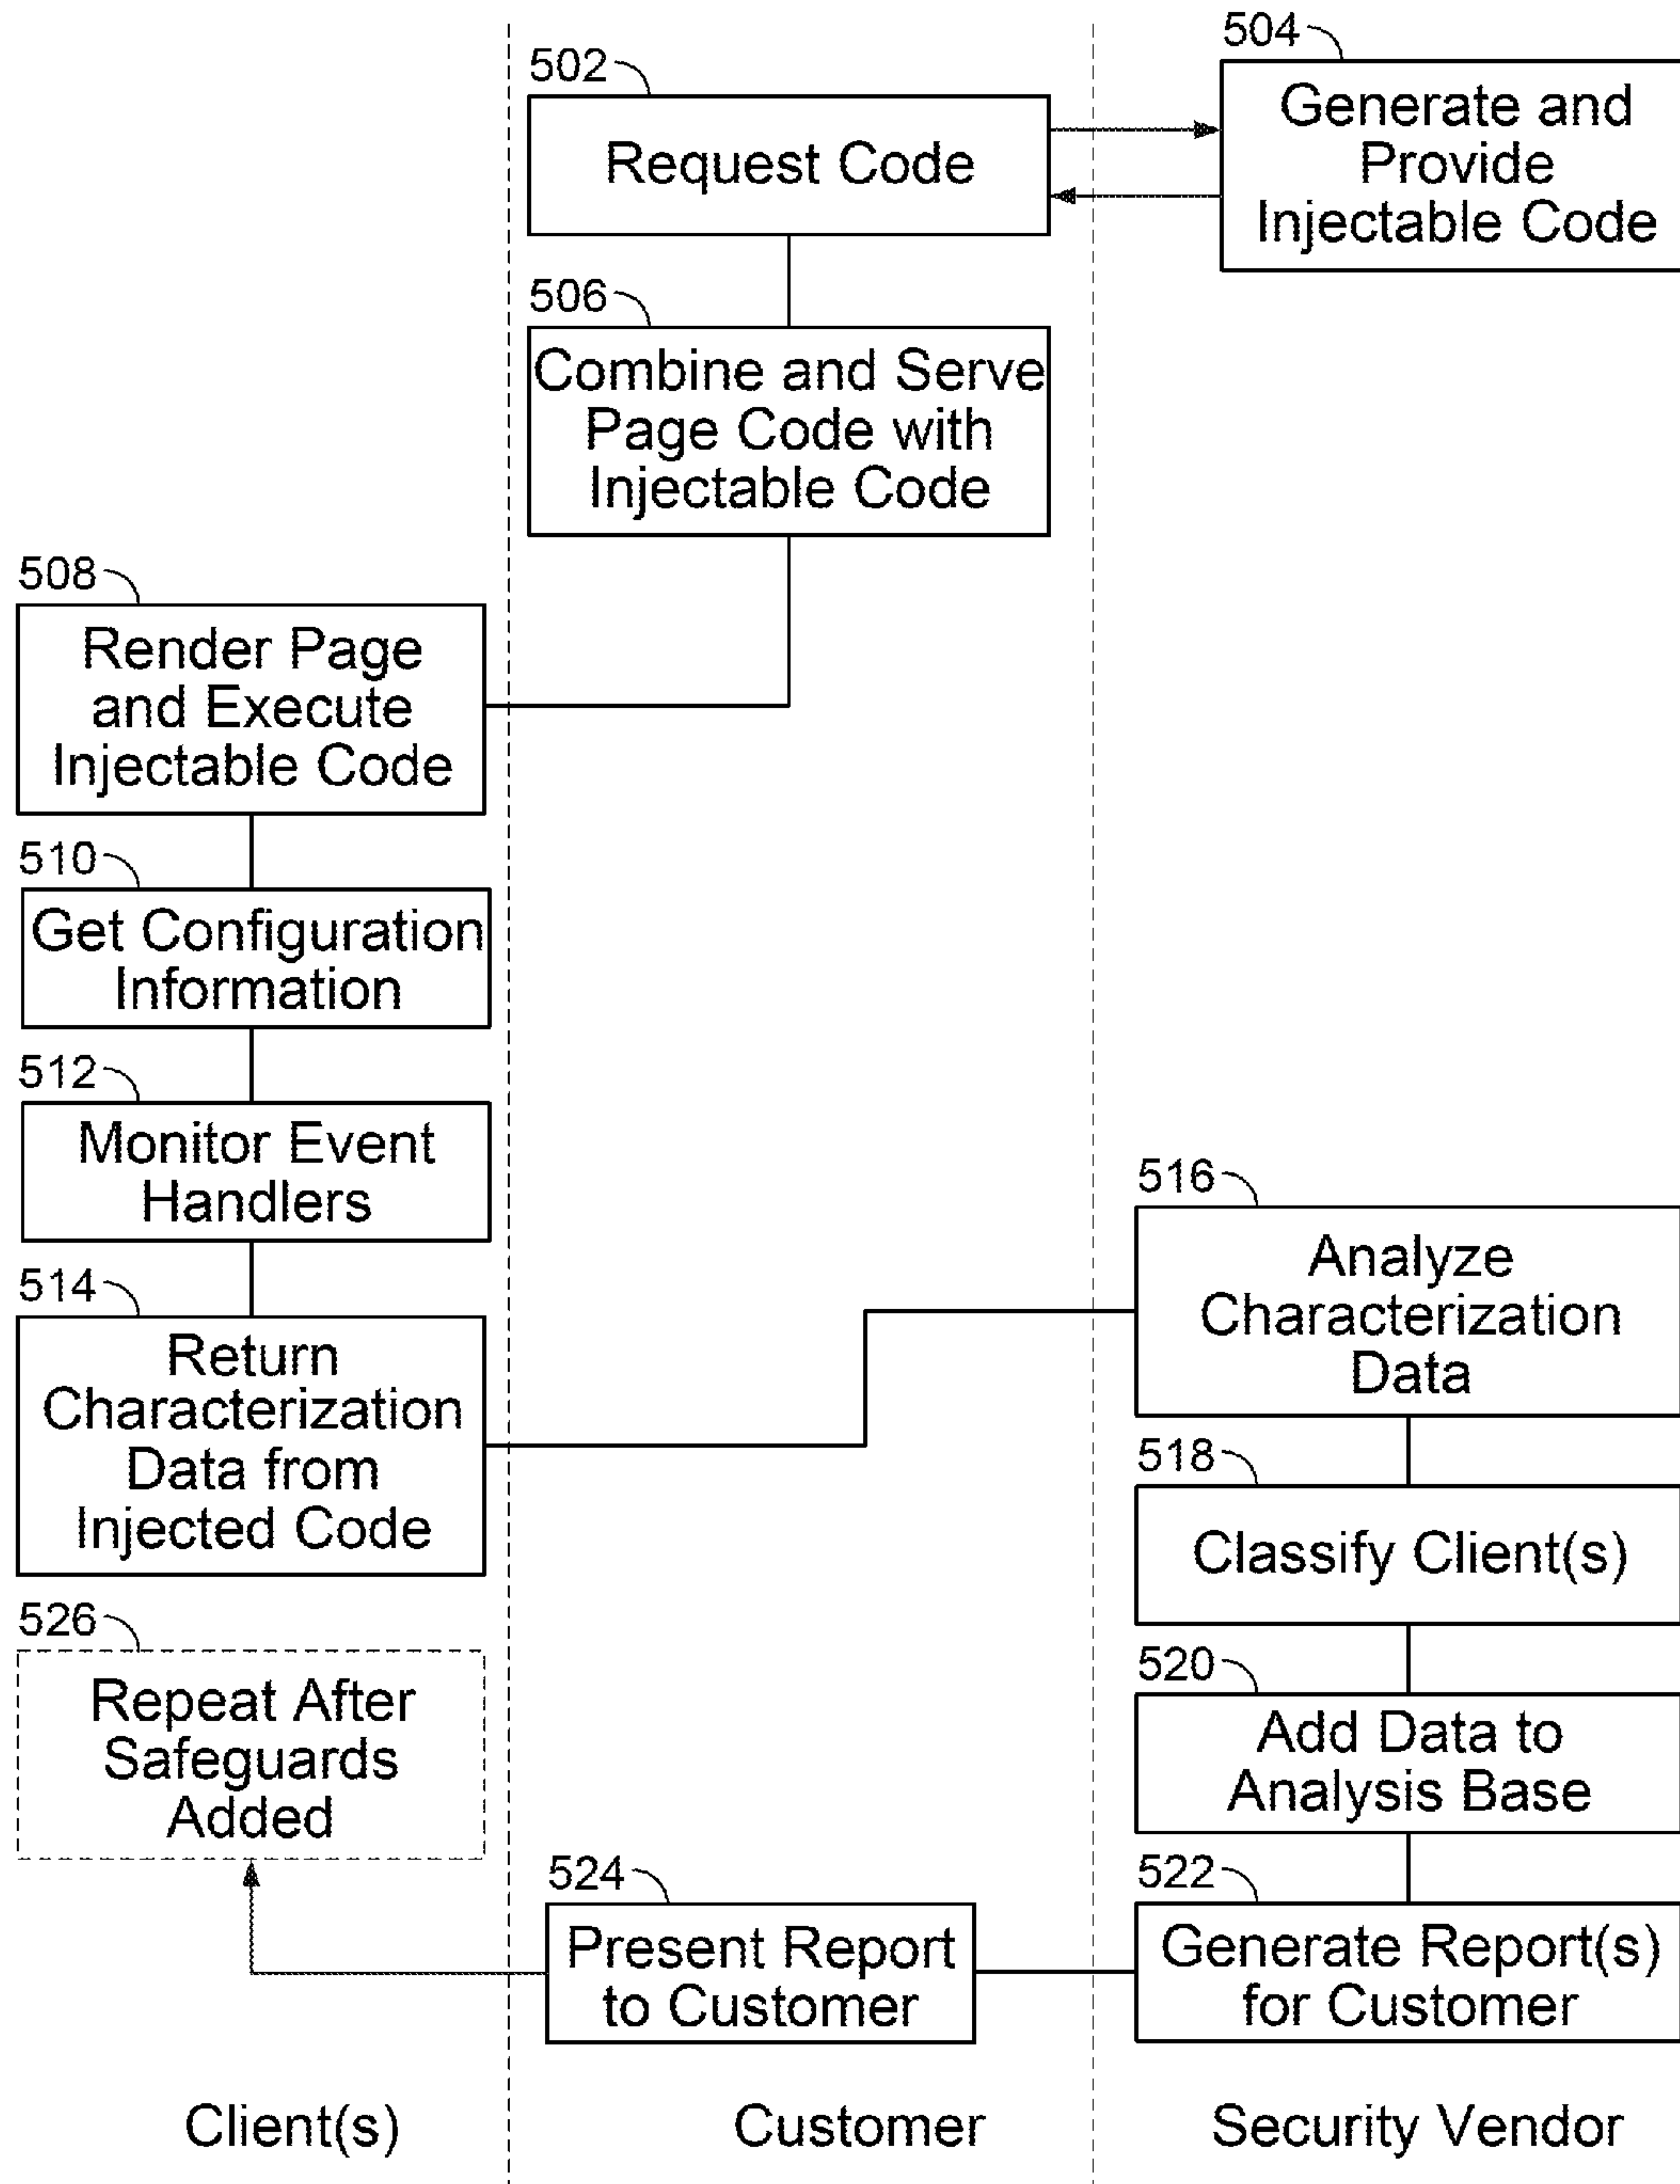 504
502
Generate and
Provide
Injectable Code
Request Code
506
Combine and Serve
Page Code with
Injectable Code
508
Render Page
and Execute
Injectable Code
510
Get Configuration
Information
512
Monitor Event
Handlers
514
Return
Characterization
Data from
Injected Code
516
Analyze
Characterization
Data
518
Classify Client(s)
520
Add Data to
Analysis Base
522
Generate Report(s)
for Customer
524
Present Report
to Customer
526
Repeat After
Safeguards
Added
Client(s)
Customer
Security Vendor